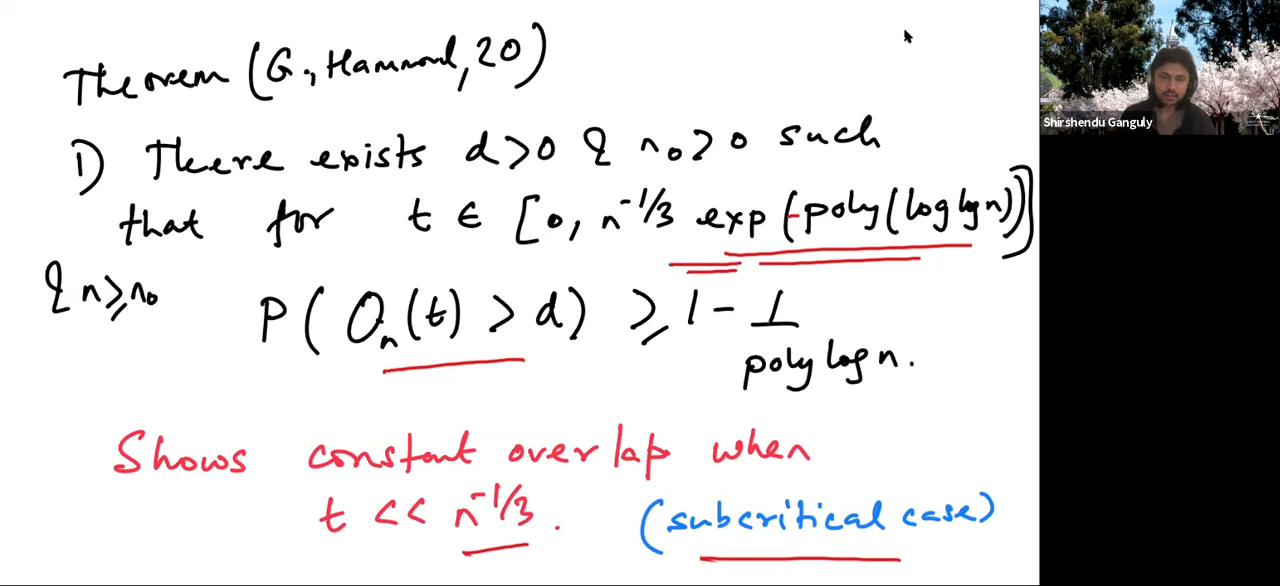 Theorem (G., Hammond, 20)
1) There exists d>0 & n₀>0 such
that for t ∈ [0, n^{-1/3} exp(-poly(log log n))]
& n≥n₀ P( O_n(t) > d) ≥ 1 - 1/poly log n.
Shows constant overlap when
t << n^{-1/3}. (subcritical case)
Shirshendu Ganguly